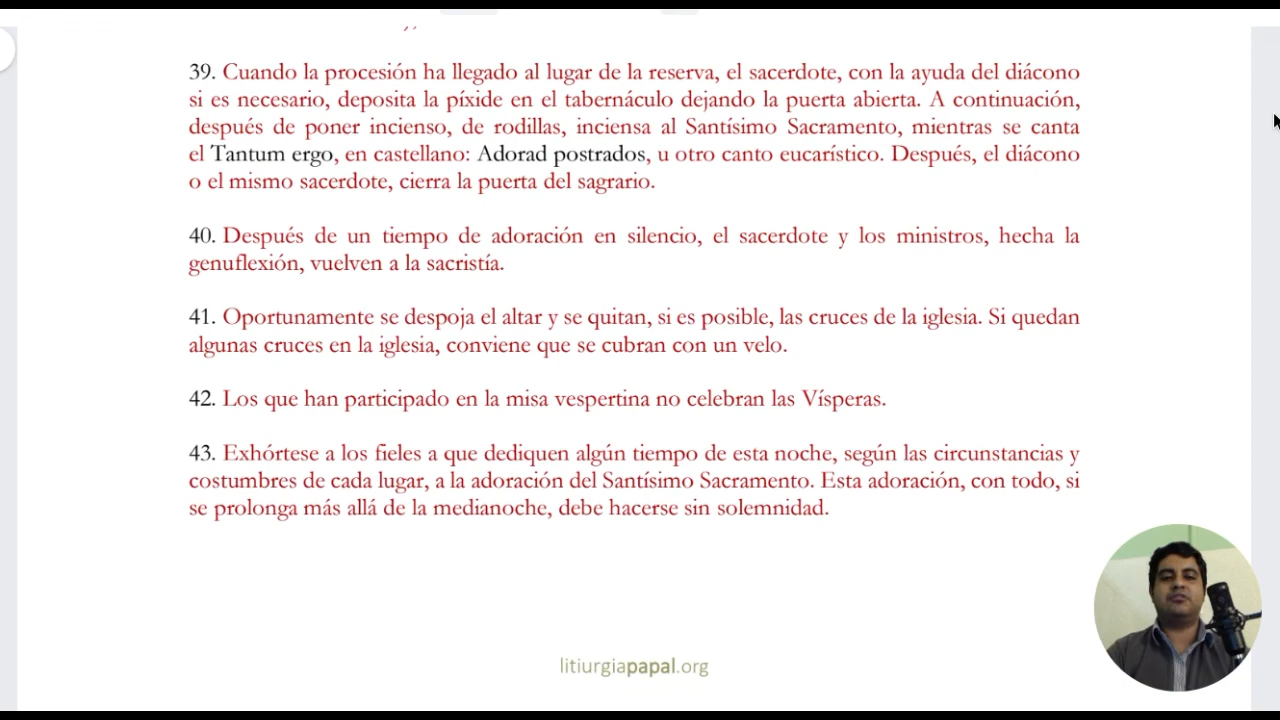 39. Cuando la procesión ha llegado al lugar de la reserva, el sacerdote, con la ayuda del diácono
si es necesario, deposita la píxide en el tabernáculo dejando la puerta abierta. A continuación,
después de poner incienso, de rodillas, inciensa al Santísimo Sacramento, mientras se canta
el Tantum ergo, en castellano: Adorad postrados, u otro canto eucarístico. Después, el diácono
o el mismo sacerdote, cierra la puerta del sagrario.
40. Después de un tiempo de adoración en silencio, el sacerdote y los ministros, hecha la
genuflexión, vuelven a la sacristía.
41. Oportunamente se despoja el altar y se quitan, si es posible, las cruces de la iglesia. Si quedan
algunas cruces en la iglesia, conviene que se cubran con un velo.
42. Los que han participado en la misa vespertina no celebran las Vísperas.
43. Exhórtese a los fieles a que dediquen algún tiempo de esta noche, según las circunstancias y
costumbres de cada lugar, a la adoración del Santísimo Sacramento. Esta adoración, con todo, si
se prolonga más allá de la medianoche, debe hacerse sin solemnidad.
litiurgiapapal.org